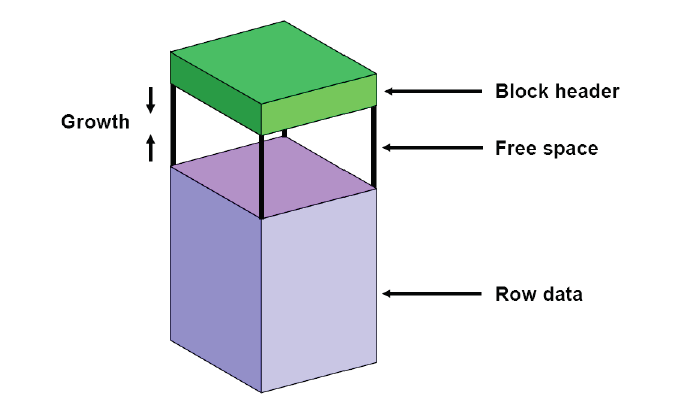 Block header
Growth
Free space
Row data